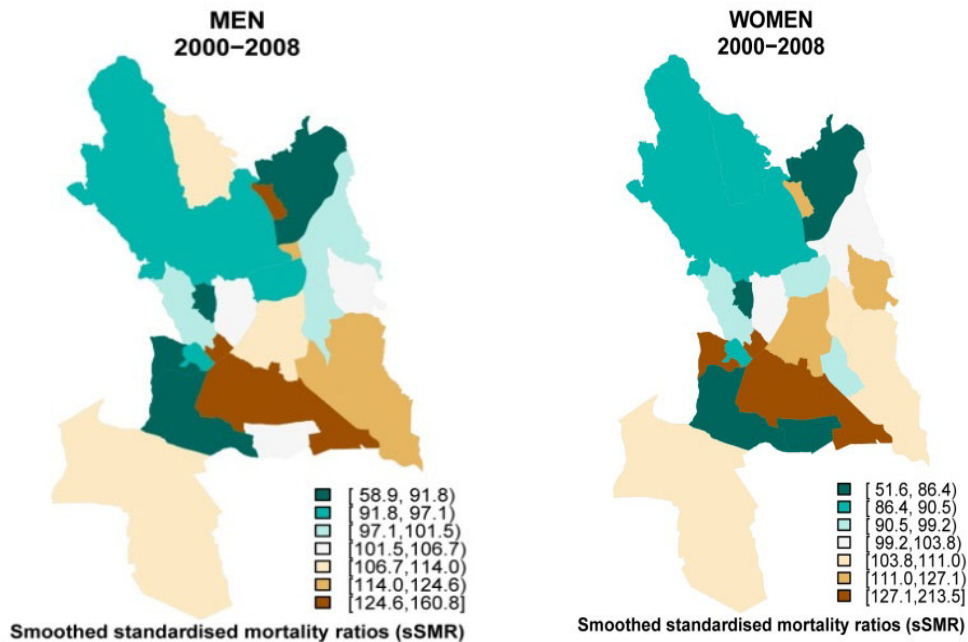 MEN
2000−2008
[ 58.9, 91.8)
[ 91.8, 97.1)
[ 97.1,101.5)
[101.5,106.7)
[106.7,114.0)
[114.0,124.6)
[124.6,160.8]
Smoothed standardised mortality ratios (sSMR)
WOMEN
2000−2008
[ 51.6, 86.4)
[ 86.4, 90.5)
[ 90.5, 99.2)
[ 99.2,103.8)
[103.8,111.0)
[111.0,127.1)
[127.1,213.5]
Smoothed standardised mortality ratios (sSMR)